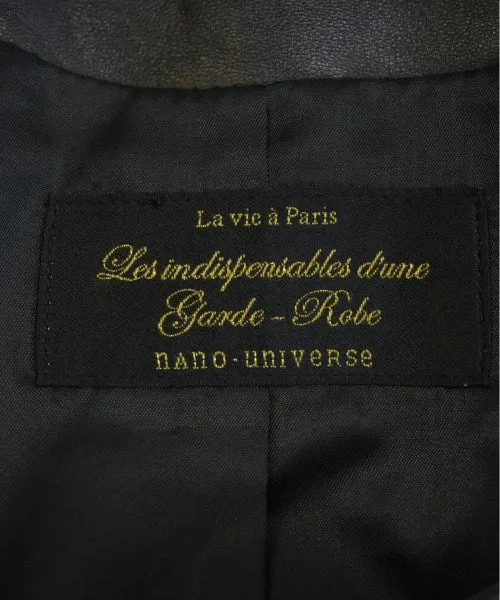 La vie à Paris
Les indispensables d'une
Garde - Robe
nano·universe